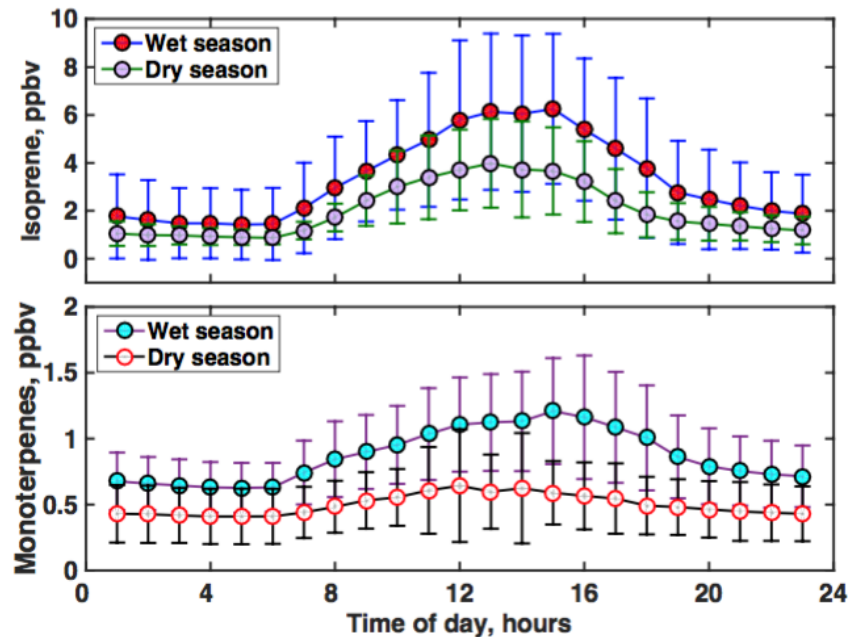 10
8
6
4
2
0
Isoprene, ppbv
Wet season
Dry season
2
1.5
1
0.5
0
Monoterpenes, ppbv
Wet season
Dry season
0 4 8 12 16 20 24
Time of day, hours